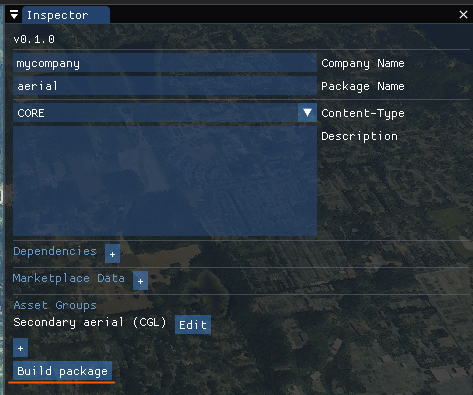 Inspector
v0.1.0
mycompany Company Name
aerial Package Name
CORE Content-Type
Description
Dependencies +
Marketplace Data +
Asset Groups
Secondary aerial (CGL) Edit
+
Build package